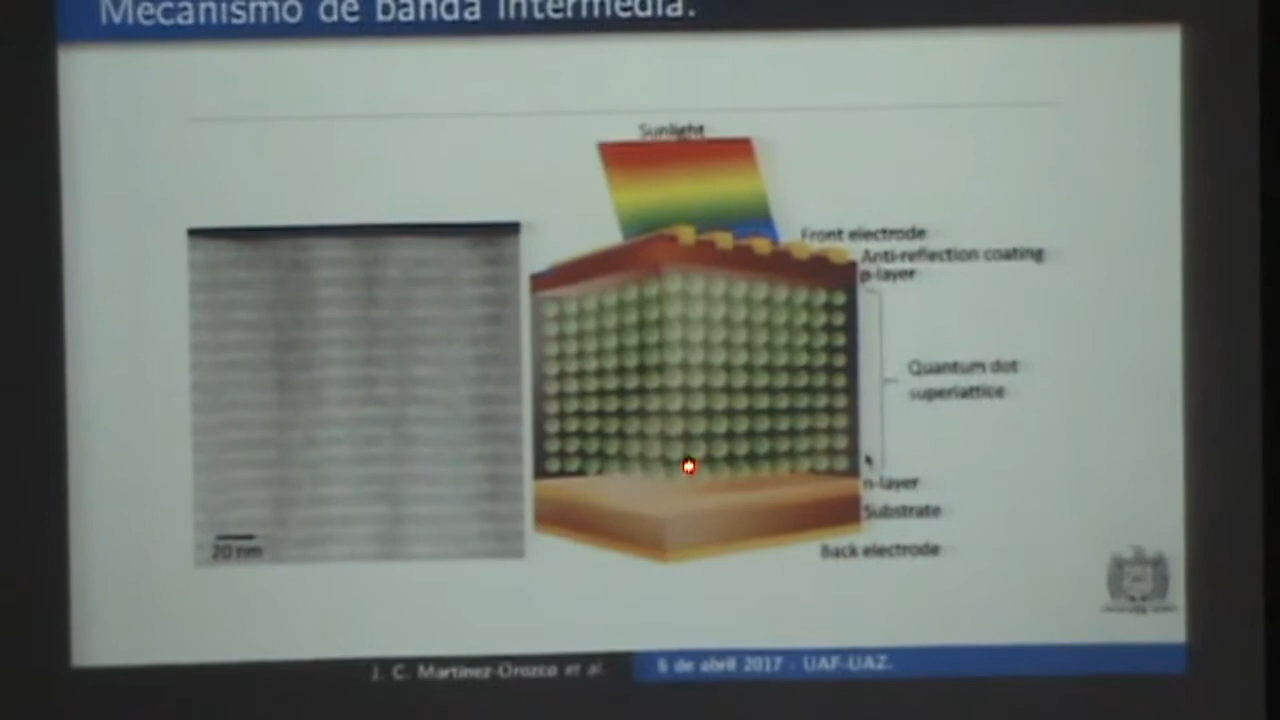 Mecanismo de banda intermedia.
Sunlight
Front electrode
Anti-reflection coating
p-layer
Quantum dot
superlattice
n-layer
Substrate
Back electrode
20 nm
J. C. Martínez-Orozco et al.
6 de abril 2017 - UAF-UAZ.